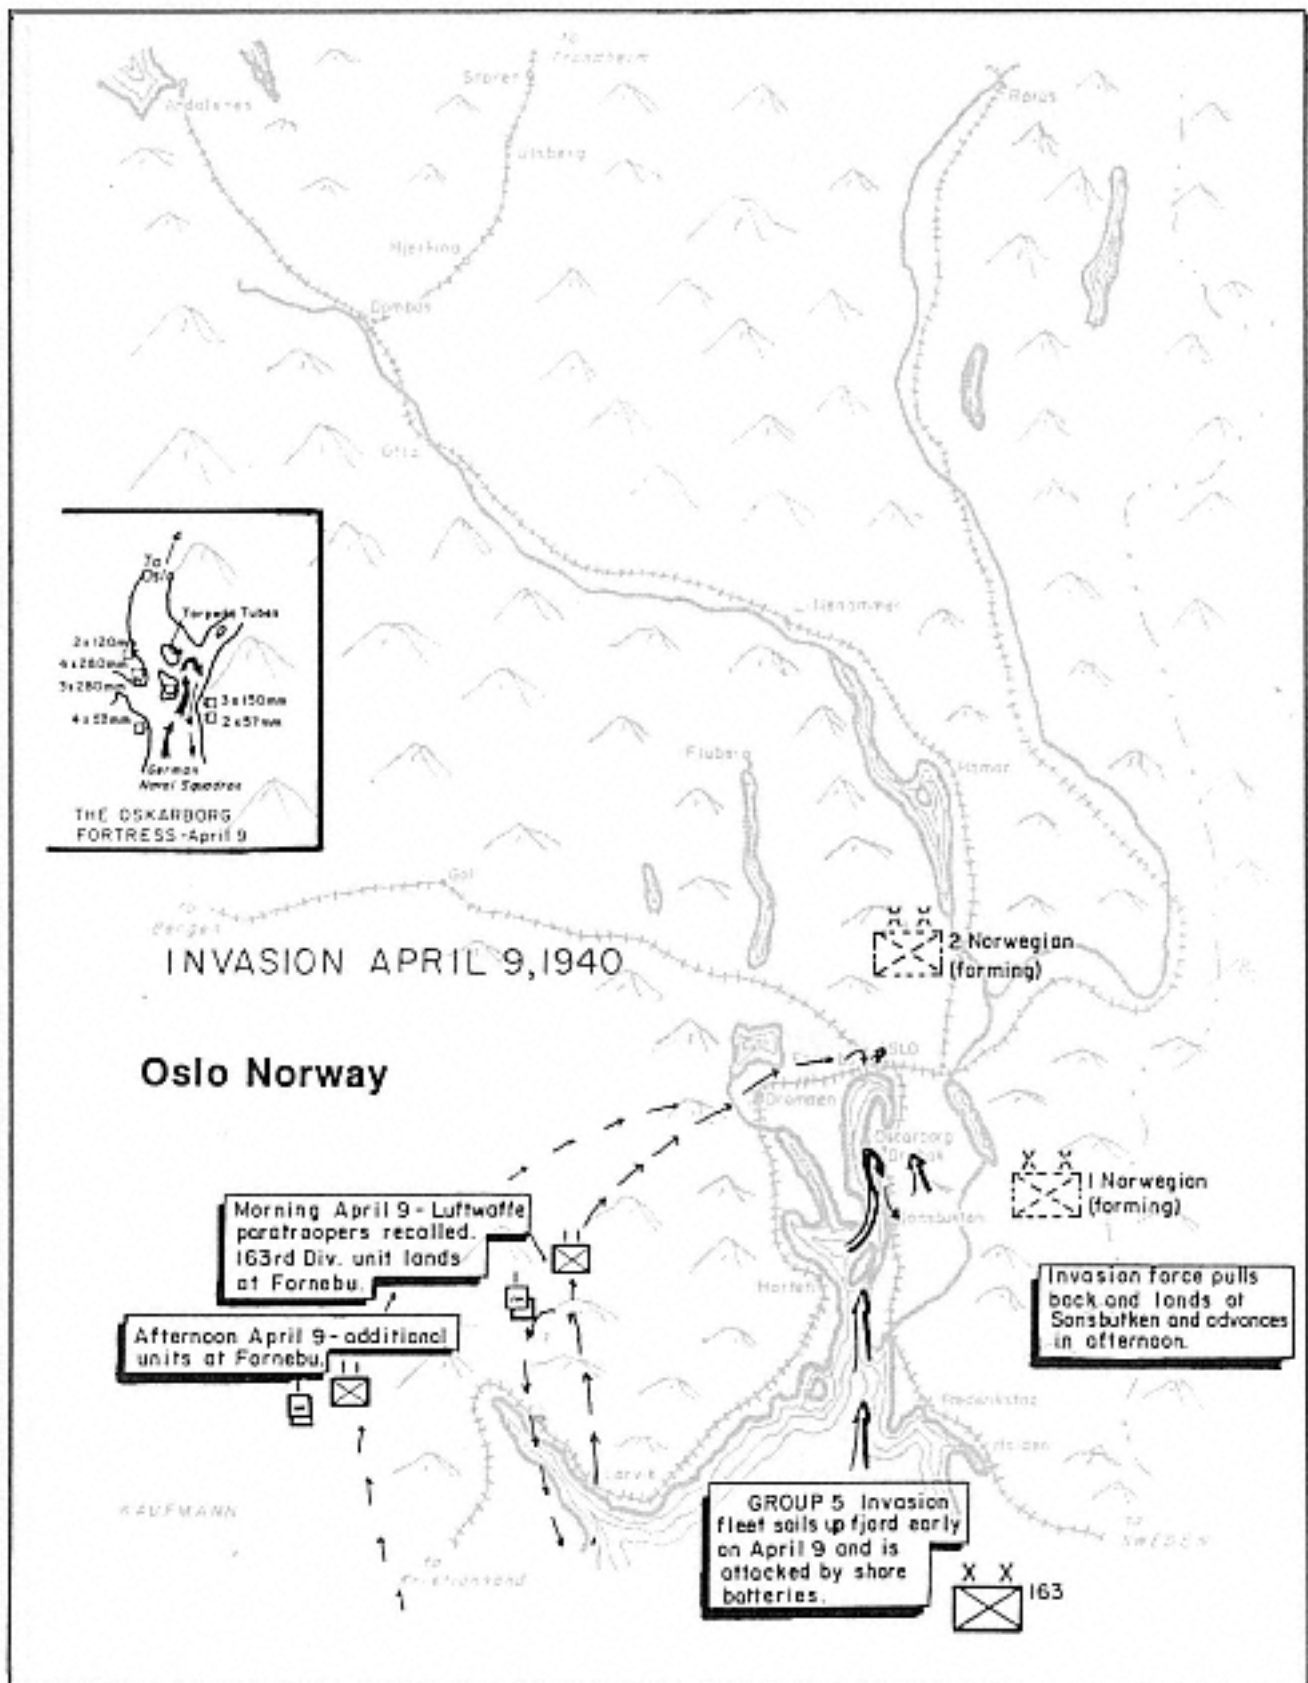 to
Trondheim
Storen
Andalsnes
Roros
Ulsberg
Hjerkinn
Dombas
Otta
To
Oslo
Torpedo Tubes
2 x 120mm
4 x 280mm
3 x 280mm
3 x 150mm
4 x 53mm
2 x 57mm
German
Naval Squadron
THE OSKARBORG
FORTRESS - April 9
Fluberg
Hamar
Gol
to
Bergen
INVASION APRIL 9, 1940
2 Norwegian
(forming)
Oslo Norway
OSLO
Drammen
Oscarborg
Drobak
1 Norwegian
(forming)
Sonsbukten
Morning April 9 - Luftwaffe
paratroopers recalled.
163rd Div. unit lands
at Fornebu.
Horten
Invasion force pulls
back and lands at
Sonsbutken and advances
in afternoon.
Afternoon April 9 - additional
units at Fornebu.
Halden
Larvik
GROUP 5 Invasion
fleet sails up fjord early
on April 9 and is
attacked by shore
batteries.
KAUFMANN
to
SWEDEN
to
Kristiansand
163